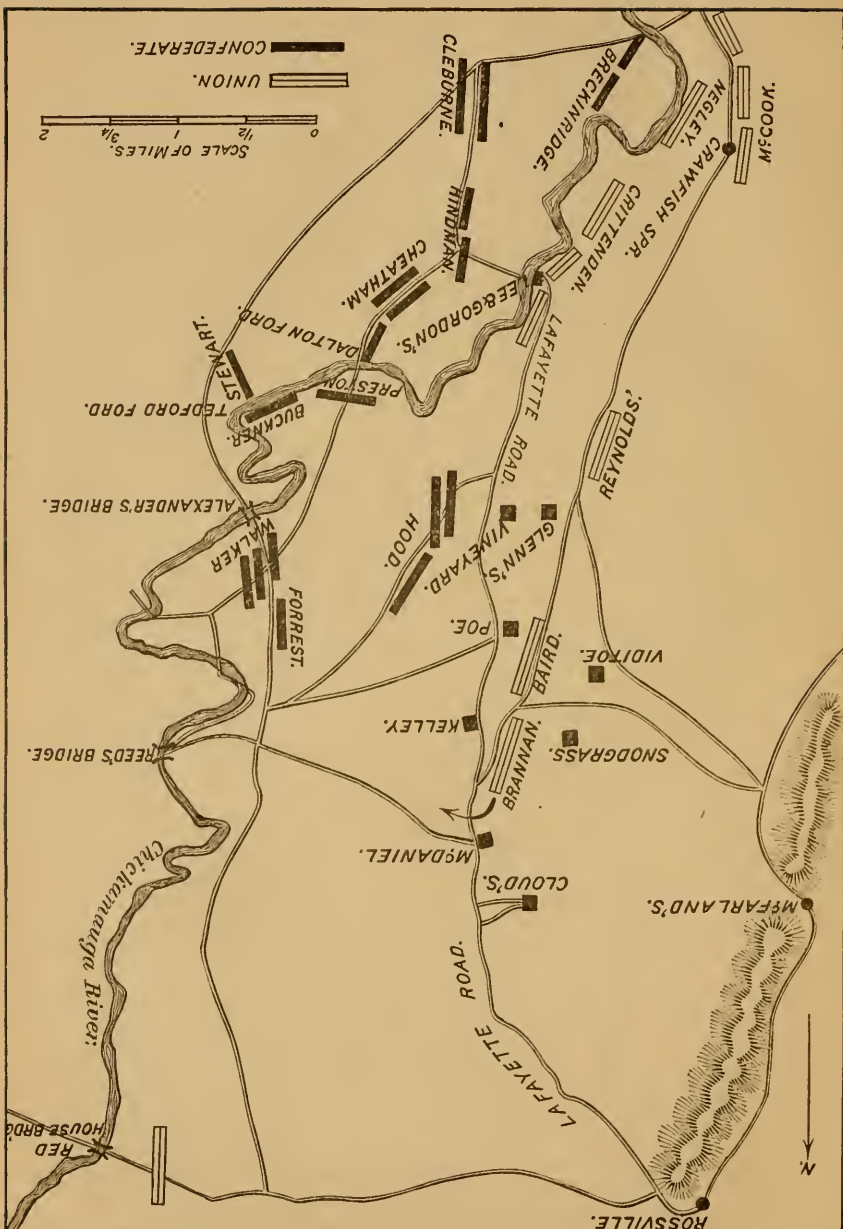 ROSSVILLE.
N.
RED
HOUSE BRDG
LAFAYETTE ROAD.
Chickamauga River.
McFARLAND'S.
CLOUD'S.
McDANIEL.
BRANNAN.
SNODGRASS.
REED'S BRIDGE.
KELLEY.
VIDITOE.
BAIRD.
POE.
FORREST.
WALKER
HOOD.
VINEYARD.
GLENN'S.
ALEXANDER'S BRIDGE.
REYNOLDS'.
LAFAYETTE ROAD.
BUCKNER.
TEDFORD FORD.
STEWART.
PRESTON
DALTON FORD.
CHEATHAM.
EE & GORDON'S.
CRITTENDEN.
HINDMAN.
CRAWFISH SPR.
McCOOK.
NEGLEY.
BRECKINRIDGE.
CLEBURNE.
SCALE OF MILES.
0 1/2 1 3/4 2
UNION.
CONFEDERATE.